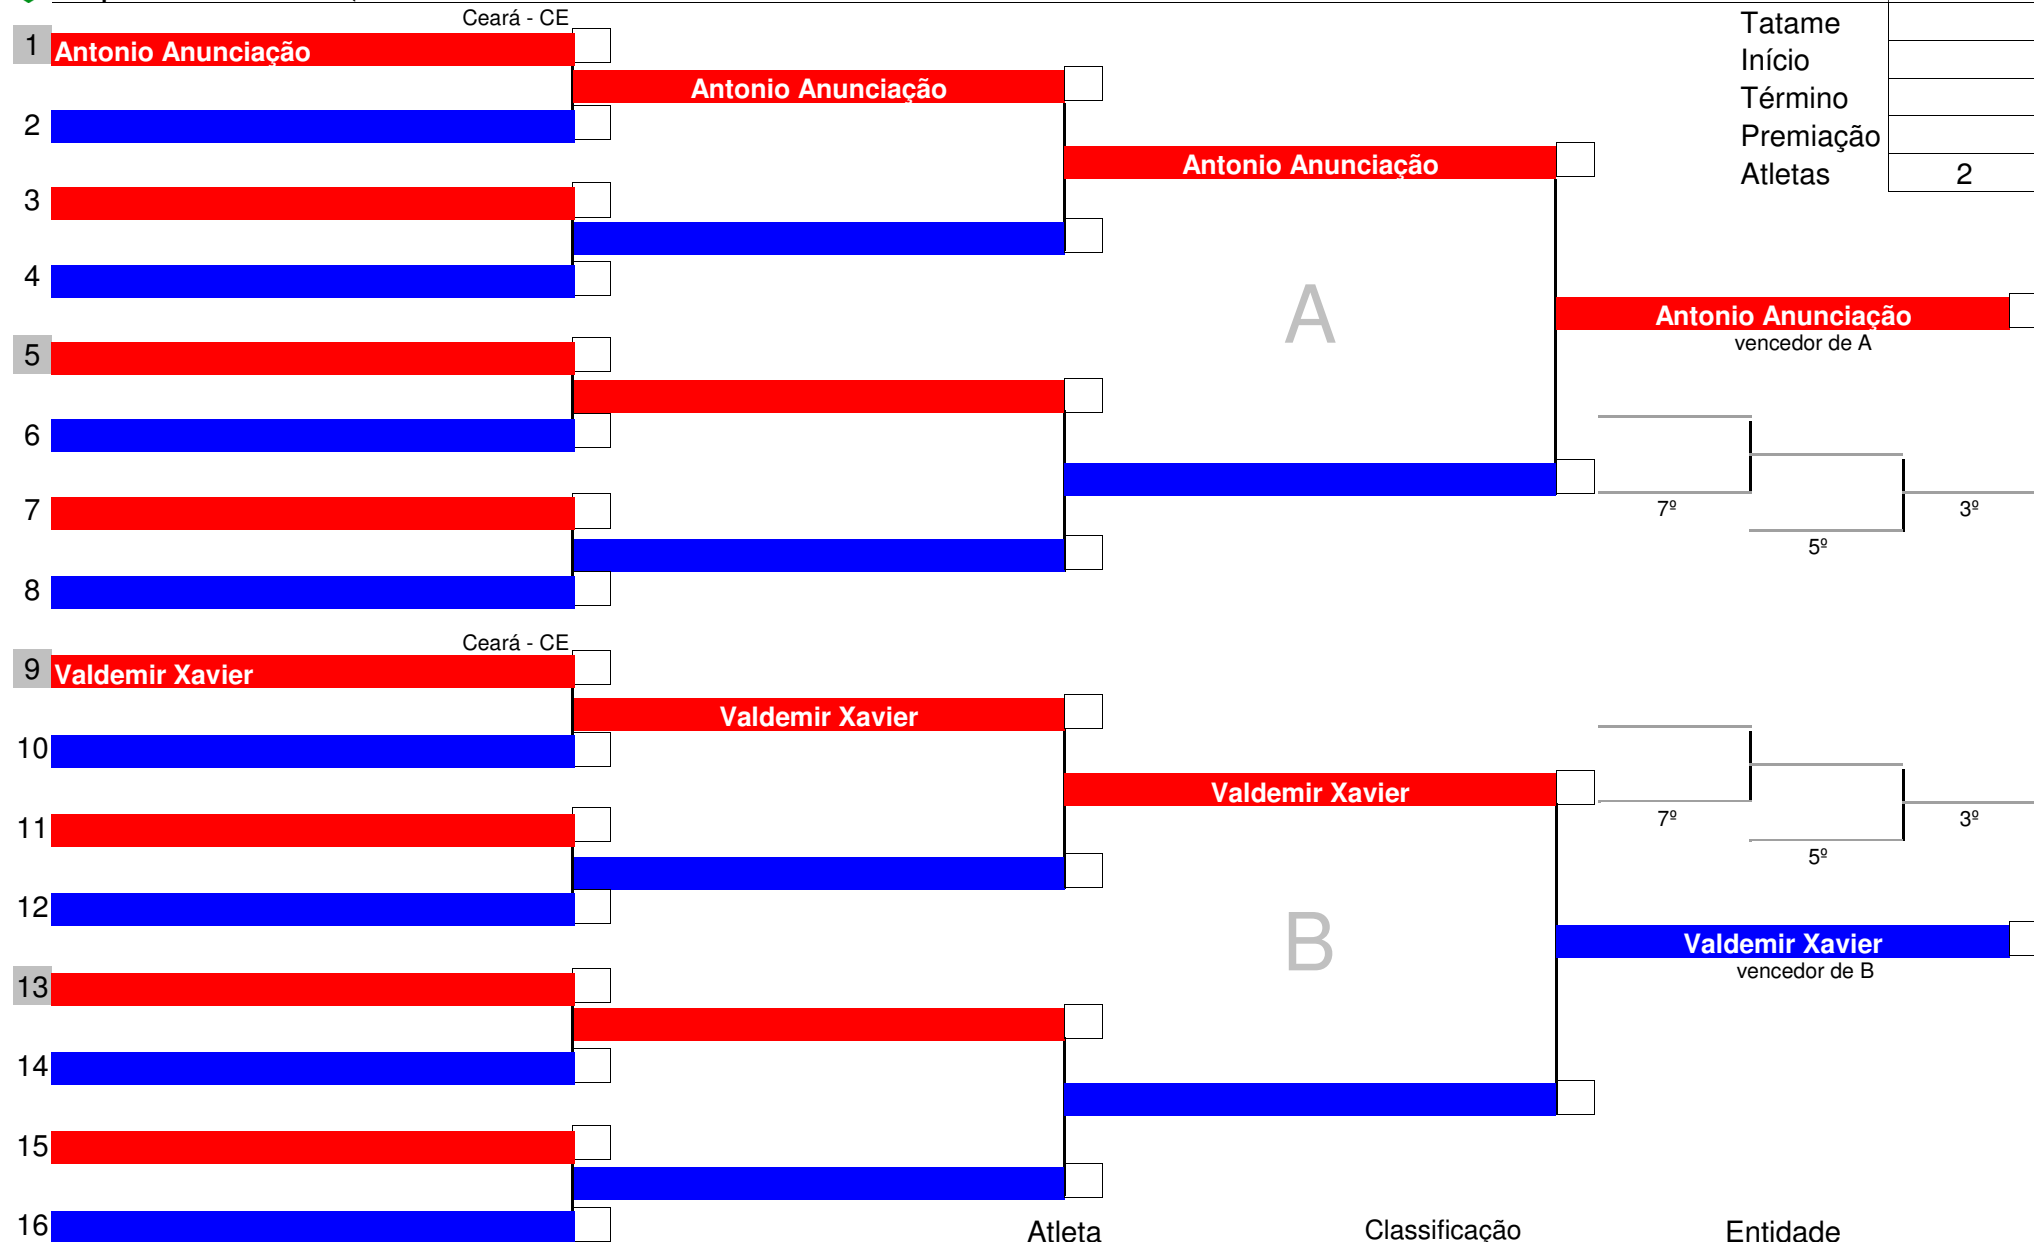 Ceará - CE
1 Antonio Anunciação
Antonio Anunciação
2
Antonio Anunciação
3
4
Antonio Anunciação
vencedor de A
A
5
6
7
8
7º
5º
3º
Tatame
Início
Término
Premiação
Atletas 2
Ceará - CE
9 Valdemir Xavier
Valdemir Xavier
10
Valdemir Xavier
11
12
7º
5º
3º
B
Valdemir Xavier
vencedor de B
13
14
15
16
Atleta Classificação Entidade